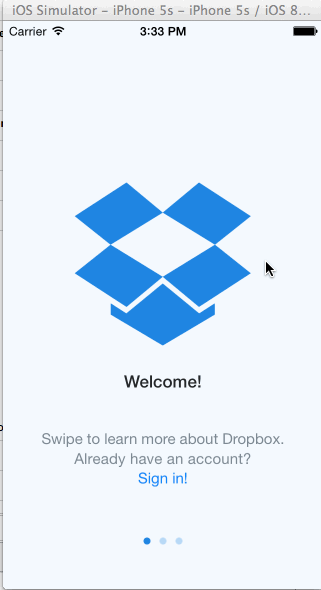 iOS Simulator – iPhone 5s – iPhone 5s / iOS 8...
Carrier 3:33 PM
Welcome!
Swipe to learn more about Dropbox.
Already have an account?
Sign in!